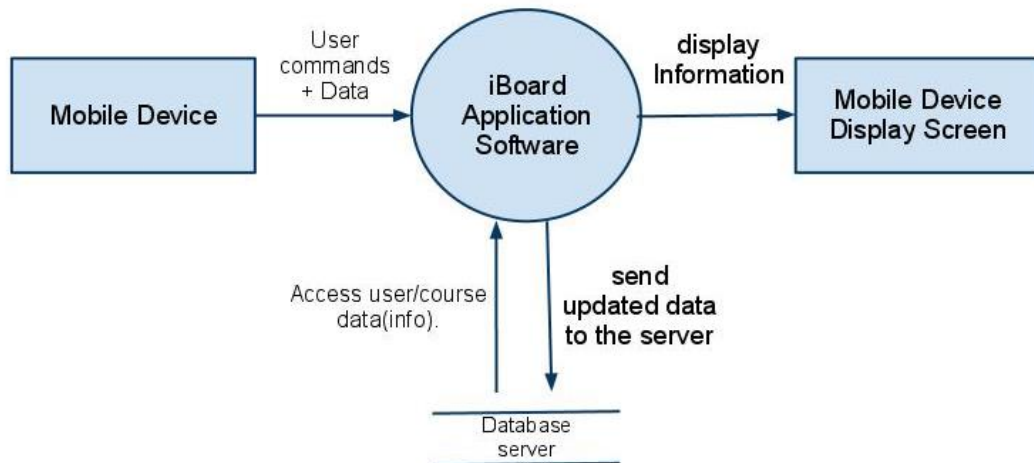 Mobile Device
User
commands
+ Data
iBoard
Application
Software
display
Information
Mobile Device
Display Screen
Access user/course
data(info).
send
updated data
to the server
Database
server